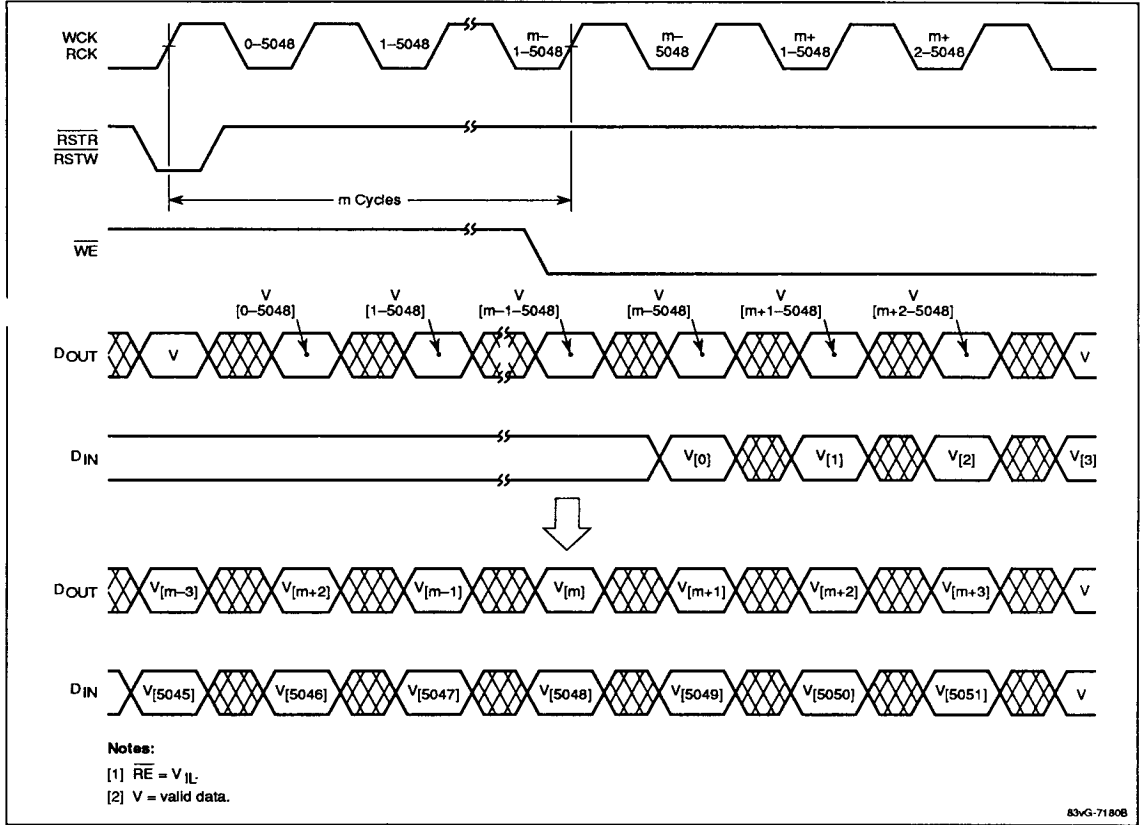 WCK
RCK
0–5048
1–5048
m–
1–5048
m–
5048
m+
1–5048
m+
2–5048
RSTR
RSTW
m Cycles
WE
V
[0–5048]
V
[1–5048]
V
[m–1–5048]
V
[m–5048]
V
[m+1–5048]
V
[m+2–5048]
DOUT
V
V
DIN
V[0}
V[1}
V[2]
V[3]
DOUT
V[m–3]
V[m+2]
V[m–1]
V[m]
V[m+1]
V[m+2]
V[m+3]
V
DIN
V[5045]
V[5046]
V[5047]
V[5048]
V[5049]
V[5050]
V[5051]
V
Notes:
[1] RE = VIL.
[2] V = valid data.
83vG-7180B